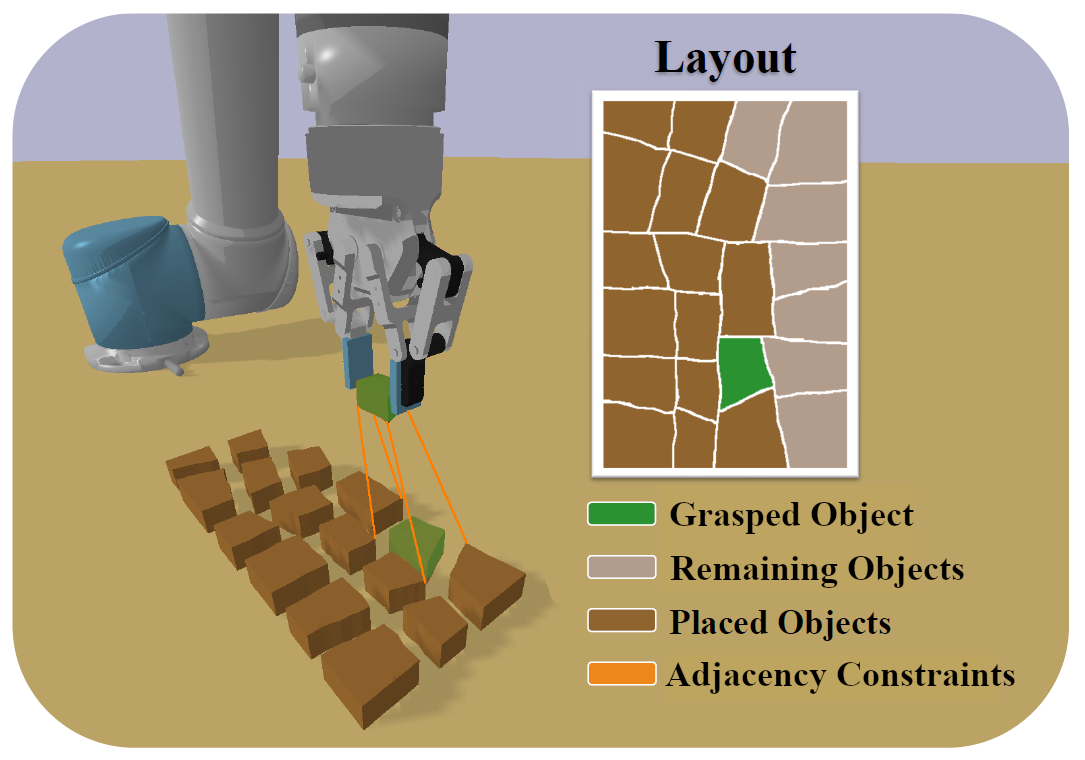 Layout
Grasped Object
Remaining Objects
Placed Objects
Adjacency Constraints